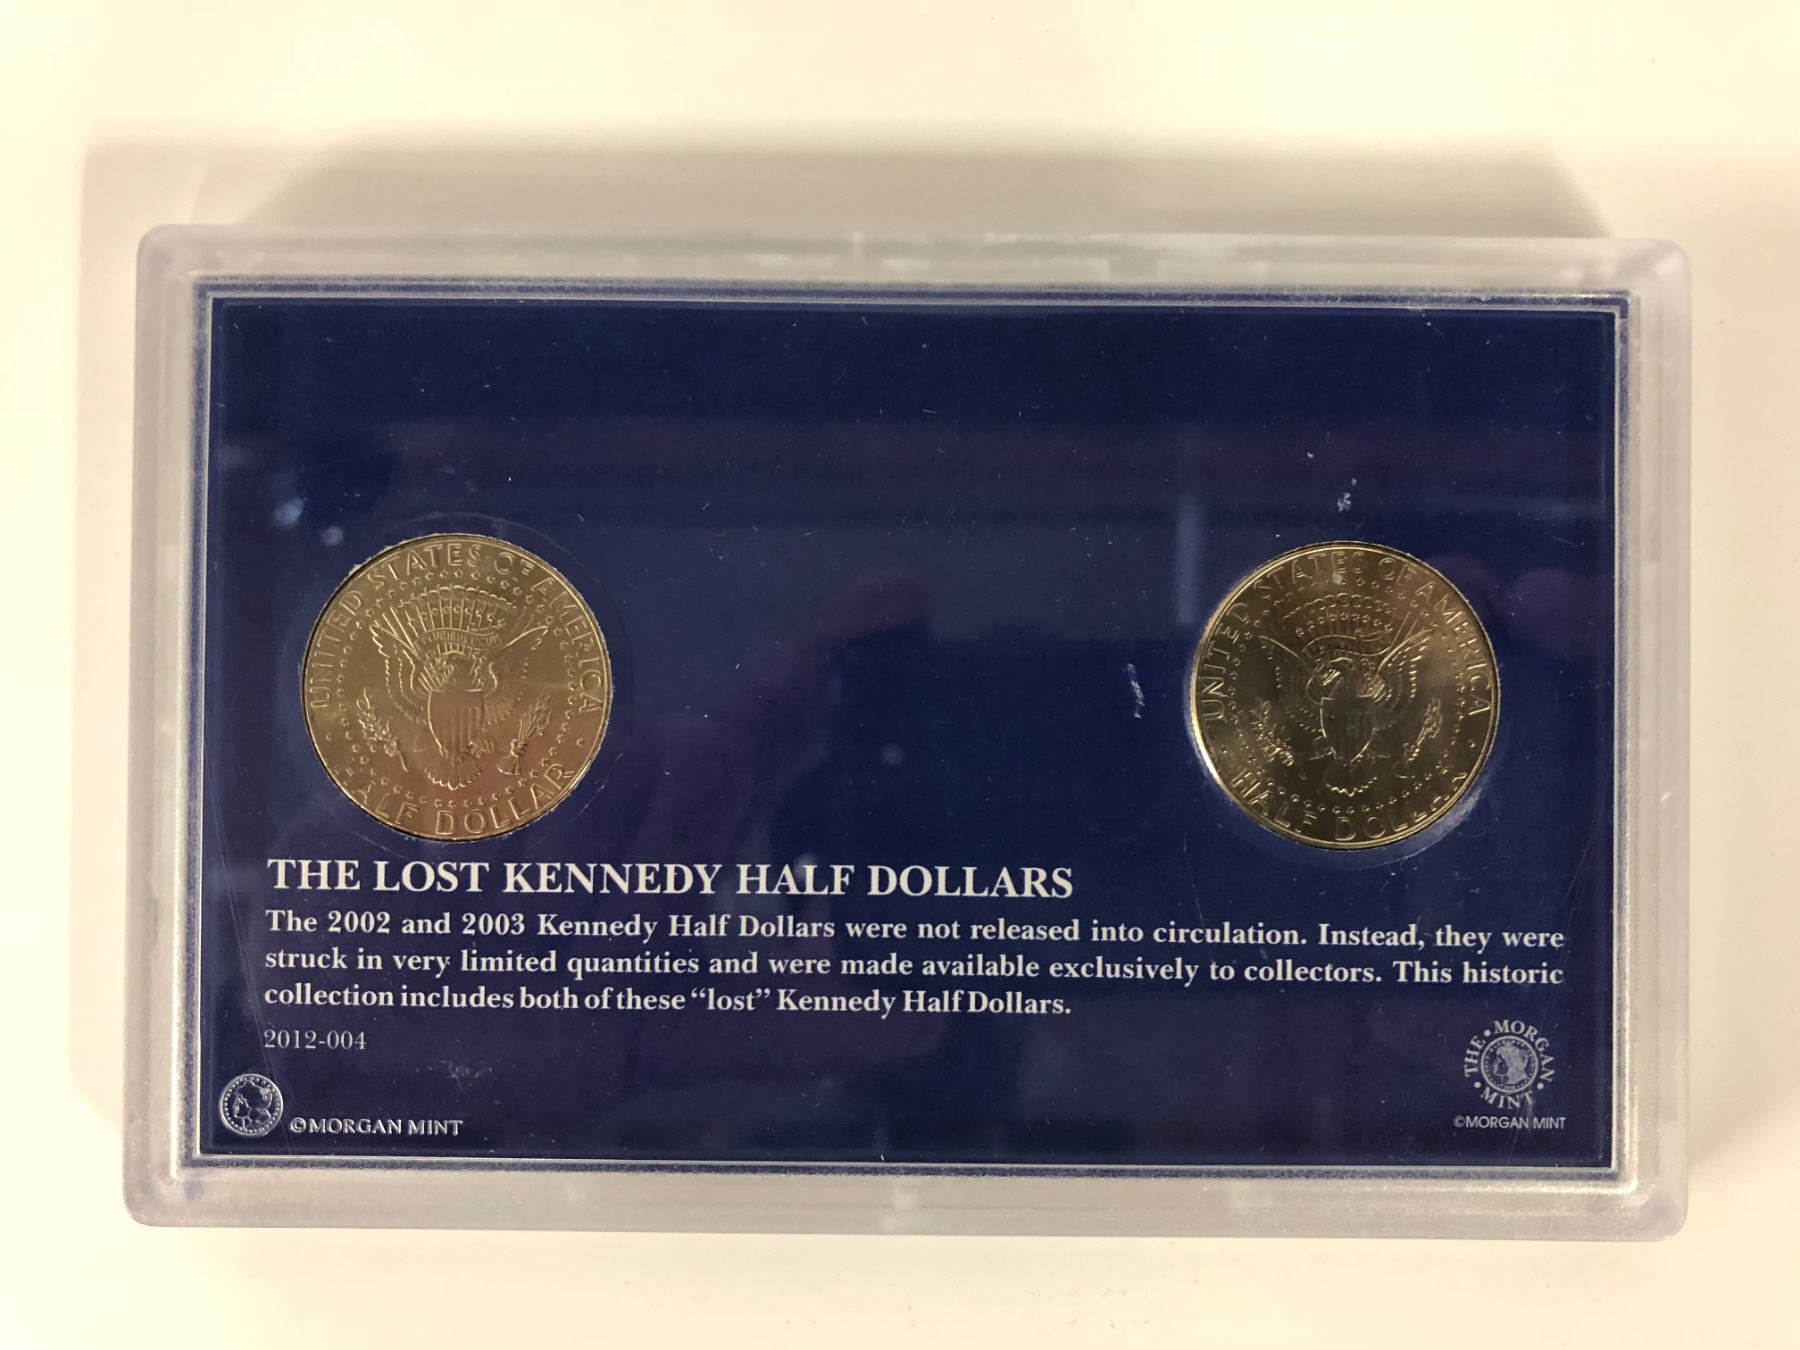 UNITED STATES OF AMERICA
PLURIBUS UNUM
HALF DOLLAR
UNITED STATES OF AMERICA
HALF DOLLAR
THE LOST KENNEDY HALF DOLLARS
The 2002 and 2003 Kennedy Half Dollars were not released into circulation. Instead, they were
struck in very limited quantities and were made available exclusively to collectors. This historic
collection includes both of these “lost” Kennedy Half Dollars.
2012-004
©MORGAN MINT
THE • MORGAN • MINT •
©MORGAN MINT